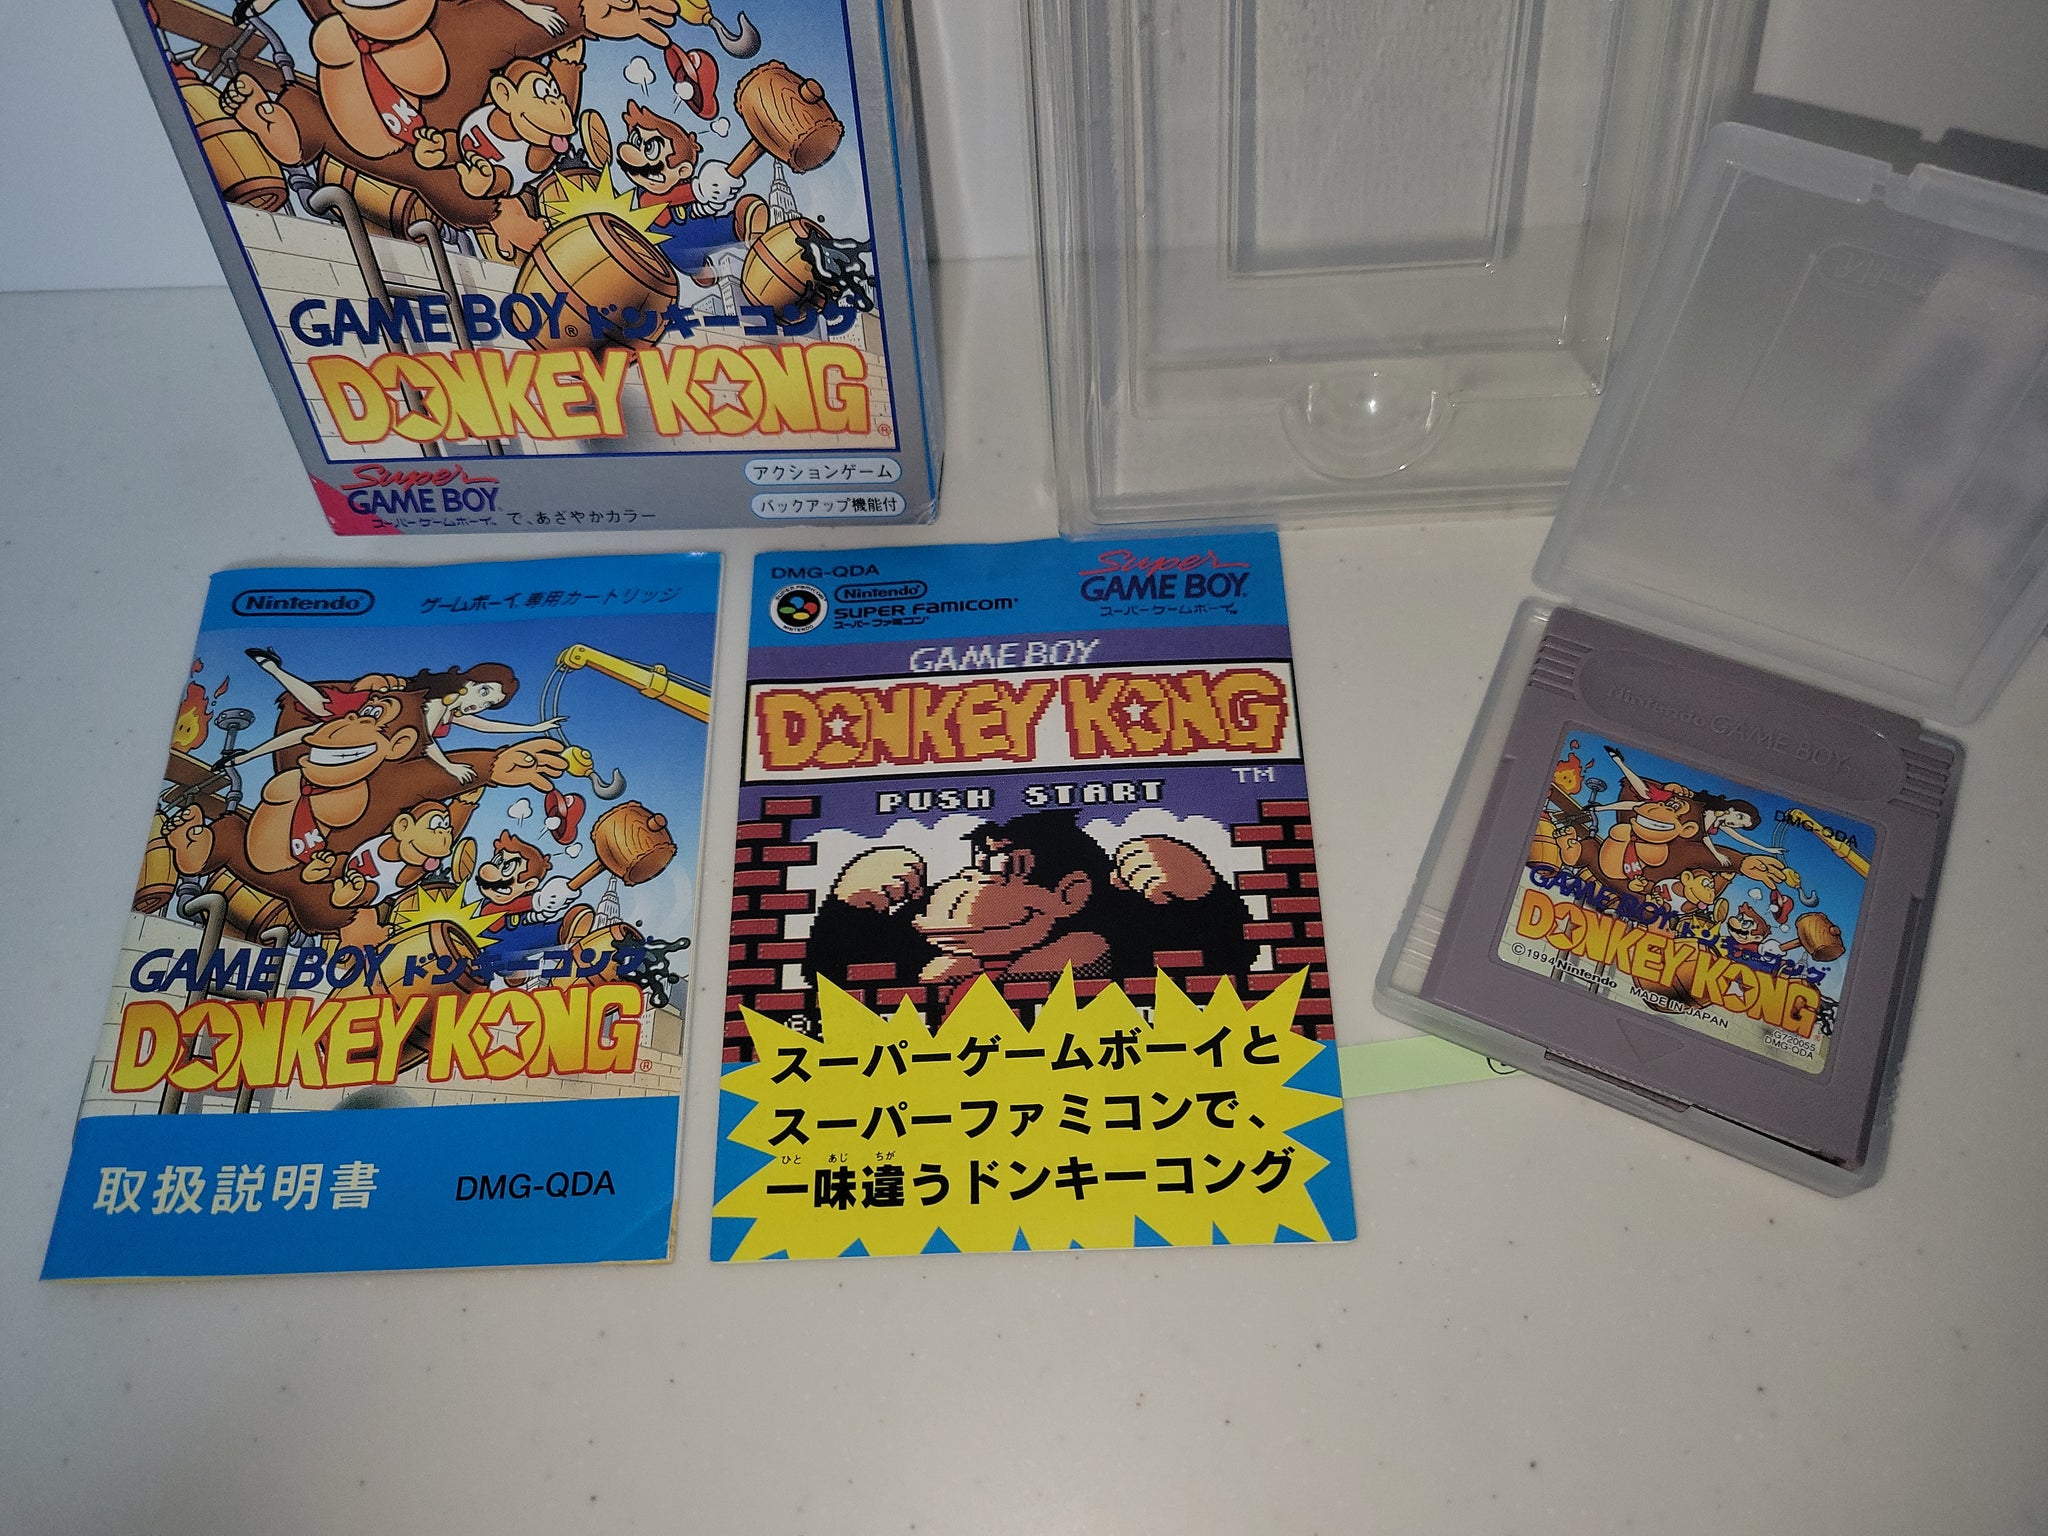 D.K
GAME BOY® ドンキーコング
DONKEY KONG®
Super
GAME BOY
スーパーゲームボーイ
で、あざやかカラー
アクションゲーム
バックアップ機能付
Nintendo®
ゲームボーイ専用カートリッジ
D.K
GAME BOY ドンキーコング
DONKEY KONG®
取扱説明書
DMG-QDA
DMG-QDA
Nintendo®
SUPER FAMICOM
スーパーファミコン
Super
GAME BOY
スーパーゲームボーイ™
GAME BOY
DONKEY KONG
TM
PUSH START
スーパーゲームボーイと
スーパーファミコンで、
ひと あじ ちが
一味違うドンキーコング
Nintendo GAME BOY
DMG-QDA
GAME BOY ドンキーコング
DONKEY KONG
©1994 Nintendo
MADE IN JAPAN
G720055
DMG-QDA